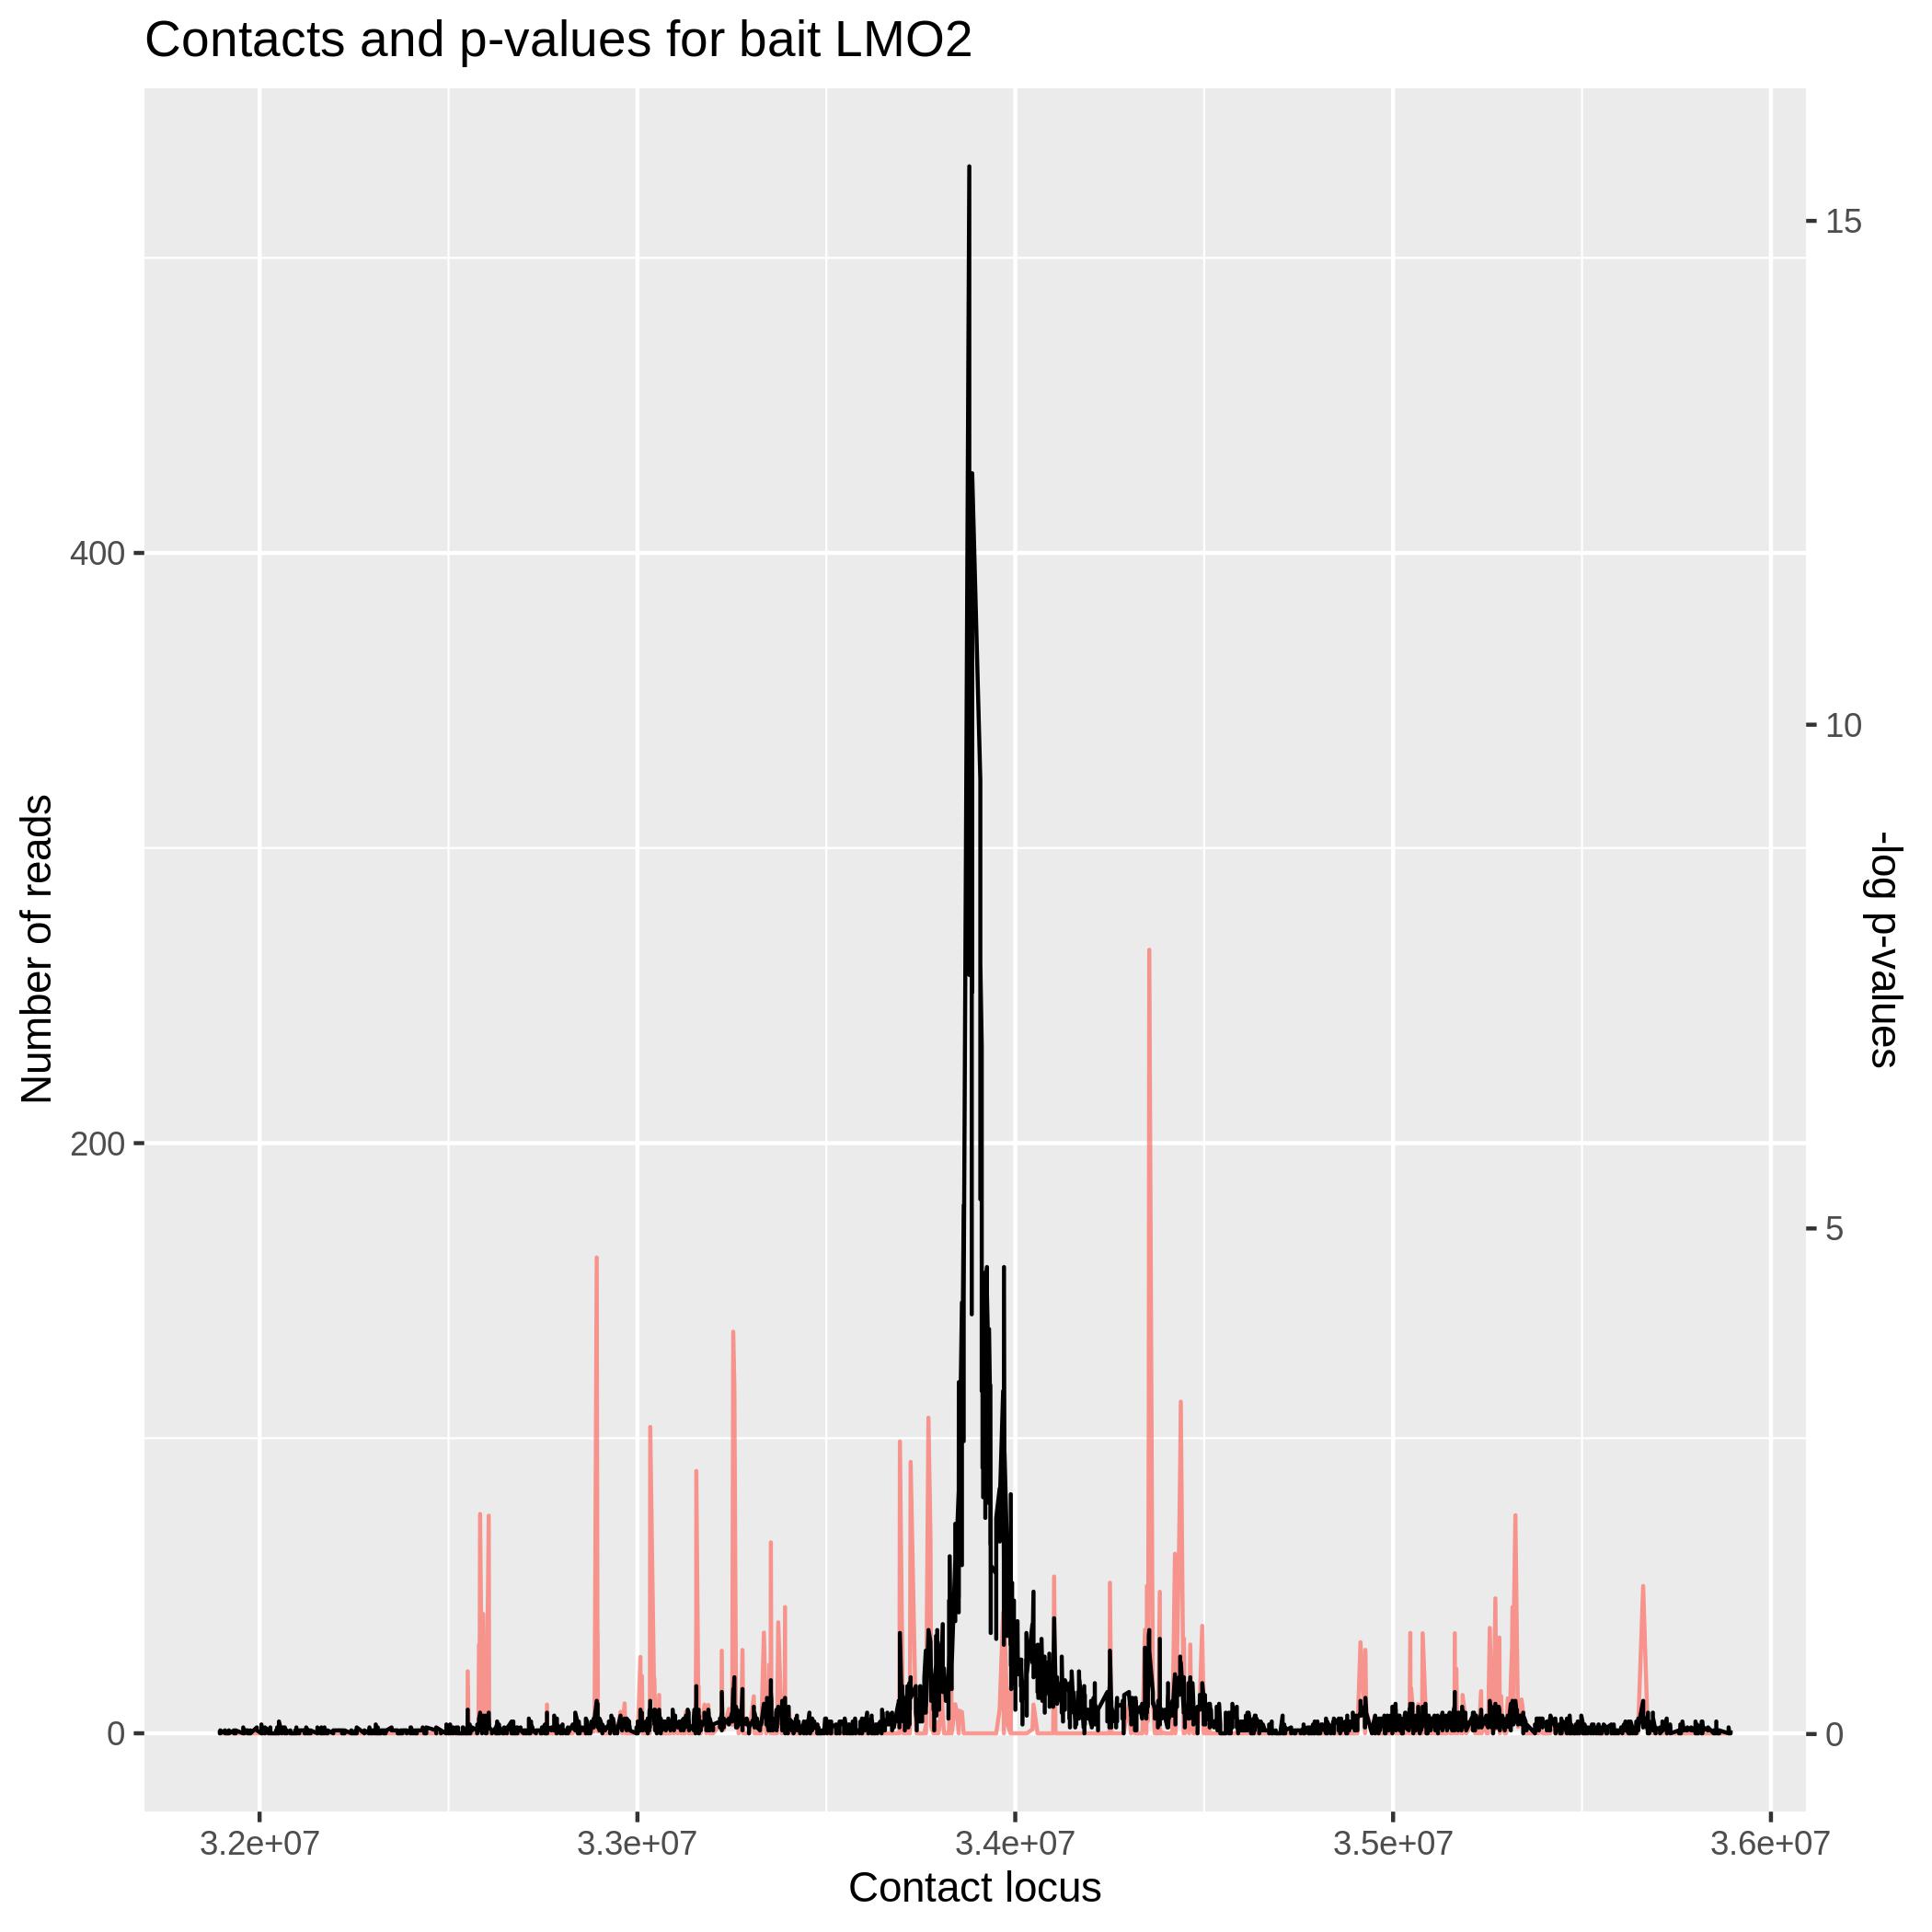 Contacts and p-values for bait LMO2
Number of reads
400
200
0
15
10
5
0
-log p-values
3.2e+07 3.3e+07 3.4e+07 3.5e+07 3.6e+07
Contact locus